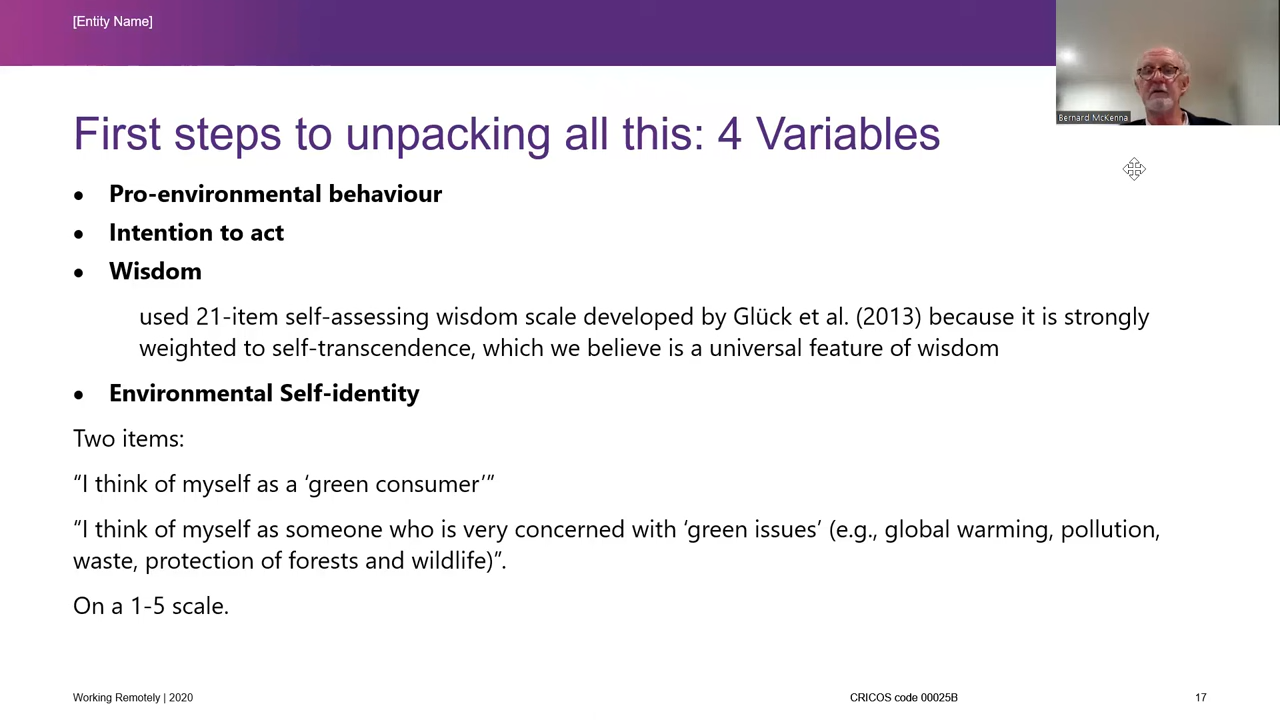 [Entity Name]
Bernard McKenna
First steps to unpacking all this: 4 Variables
• Pro-environmental behaviour
• Intention to act
• Wisdom
used 21-item self-assessing wisdom scale developed by Glück et al. (2013) because it is strongly
weighted to self-transcendence, which we believe is a universal feature of wisdom
• Environmental Self-identity
Two items:
“I think of myself as a ‘green consumer’”
“I think of myself as someone who is very concerned with ‘green issues’ (e.g., global warming, pollution,
waste, protection of forests and wildlife)”.
On a 1-5 scale.
Working Remotely | 2020
CRICOS code 00025B
17